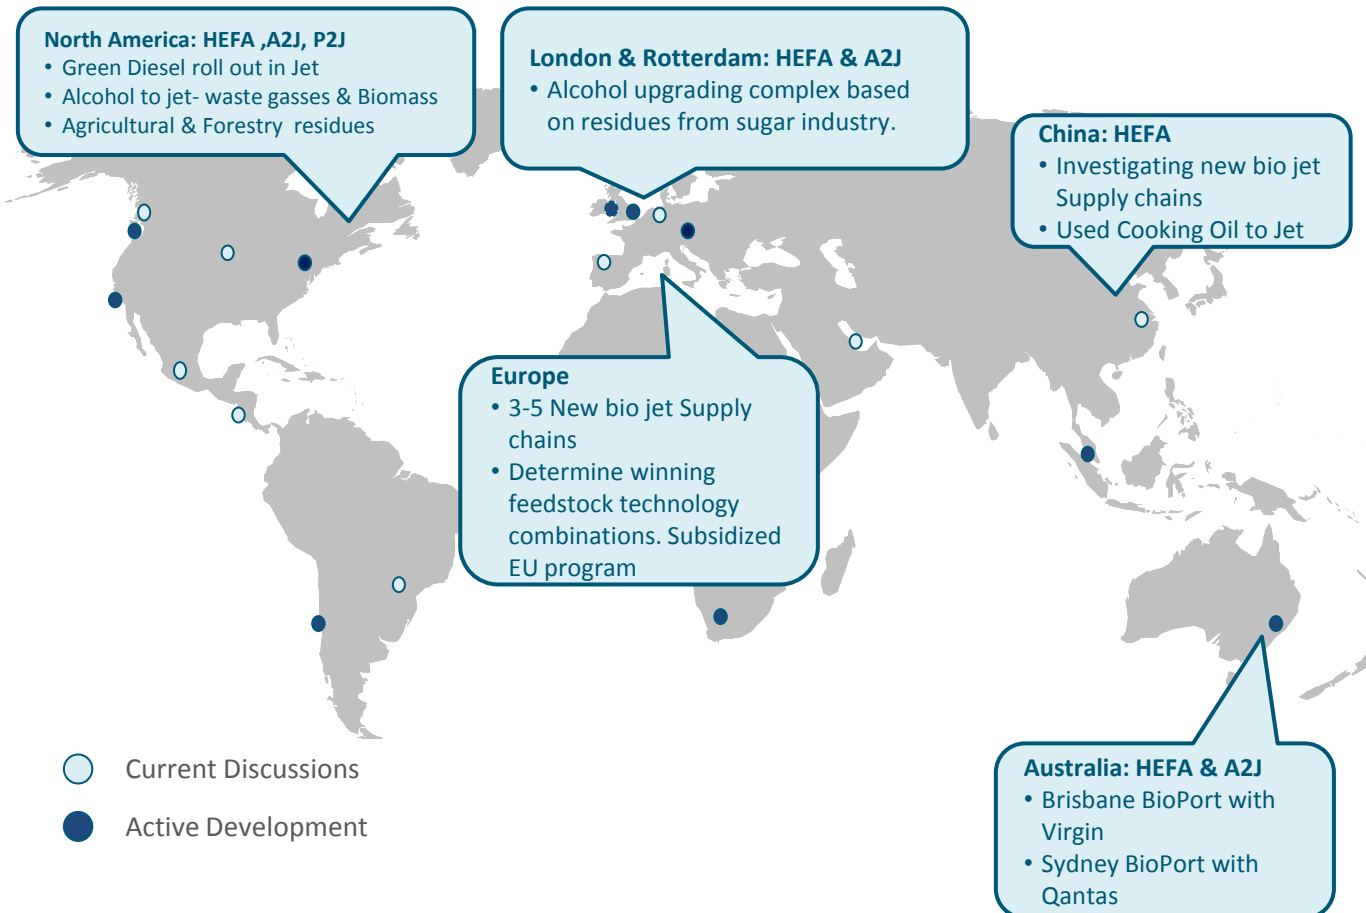 North America: HEFA ,A2J, P2J
• Green Diesel roll out in Jet
• Alcohol to jet- waste gasses & Biomass
• Agricultural & Forestry residues
London & Rotterdam: HEFA & A2J
• Alcohol upgrading complex based
on residues from sugar industry.
China: HEFA
• Investigating new bio jet
Supply chains
• Used Cooking Oil to Jet
Europe
• 3-5 New bio jet Supply
chains
• Determine winning
feedstock technology
combinations. Subsidized
EU program
Australia: HEFA & A2J
• Brisbane BioPort with
Virgin
• Sydney BioPort with
Qantas
Current Discussions
Active Development